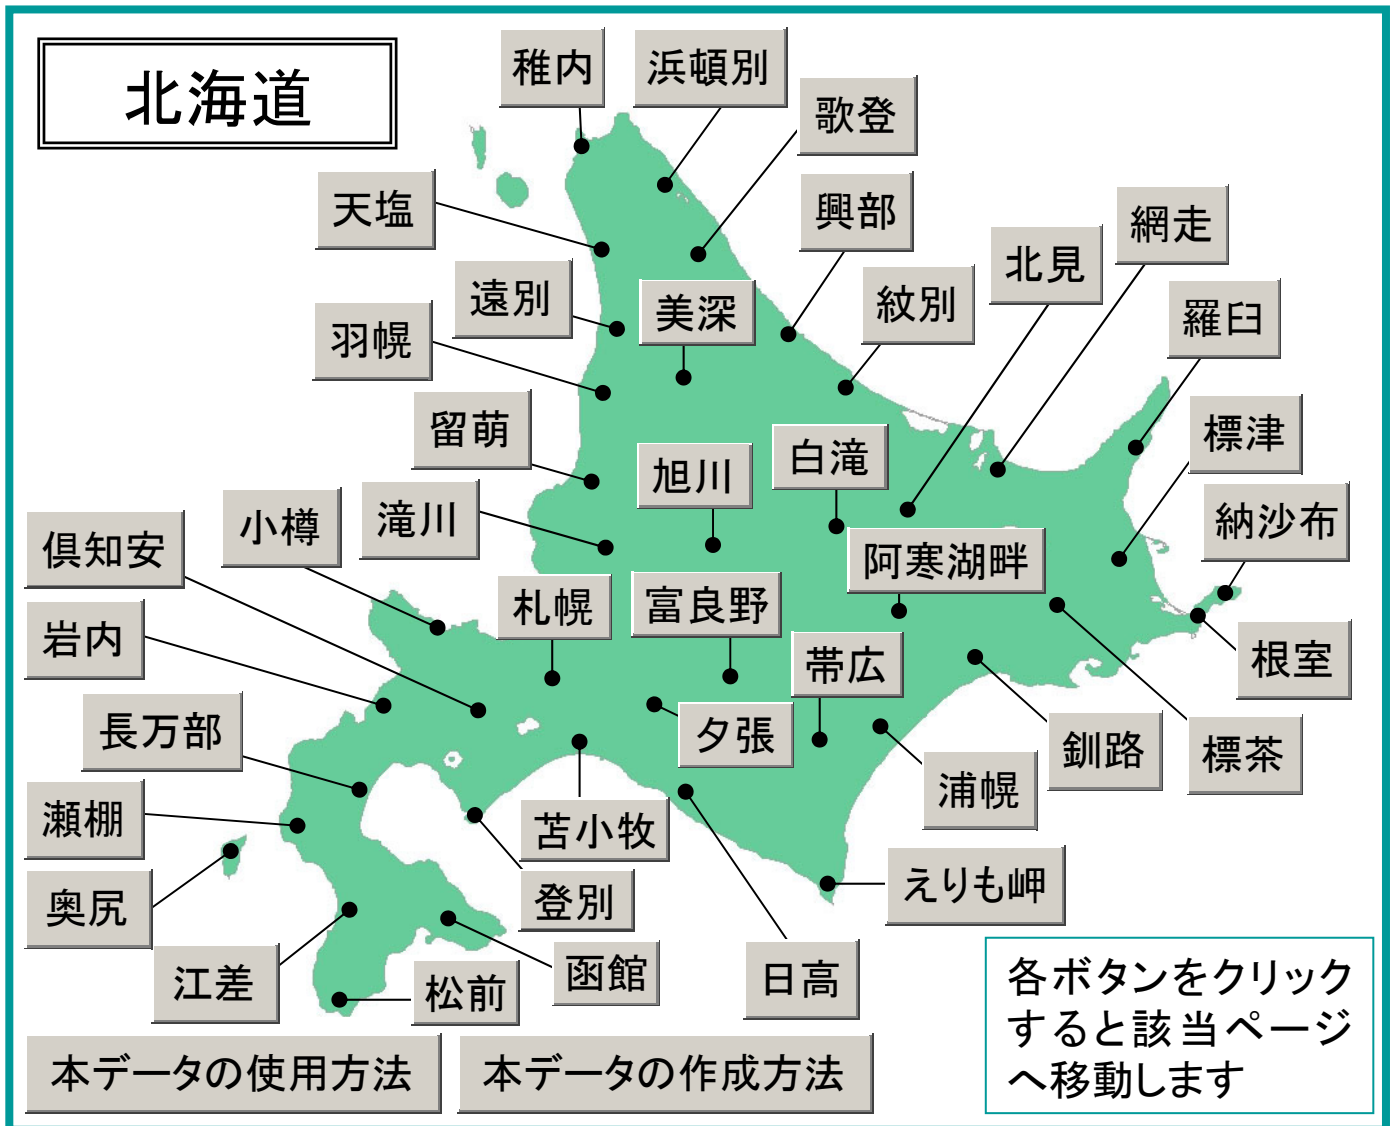 北海道
稚内
浜頓別
歌登
天塩
興部
網走
北見
遠別
美深
紋別
羅臼
羽幌
留萌
旭川
白滝
標津
小樽
滝川
納沙布
倶知安
阿寒湖畔
札幌
富良野
岩内
帯広
根室
長万部
夕張
釧路
標茶
浦幌
瀬棚
苫小牧
えりも岬
奥尻
登別
江差
松前
函館
日高
各ボタンをクリック
すると該当ページ
へ移動します
本データの使用方法
本データの作成方法